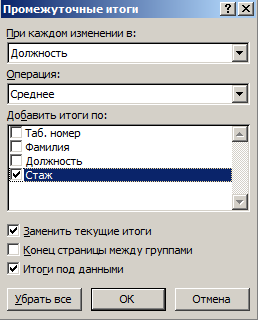 Промежуточные итоги
При каждом изменении в:
Должность
Операция:
Среднее
Добавить итоги по:
Таб. номер
Фамилия
Должность
Стаж
Заменить текущие итоги
Конец страницы между группами
Итоги под данными
Убрать все
ОК
Отмена